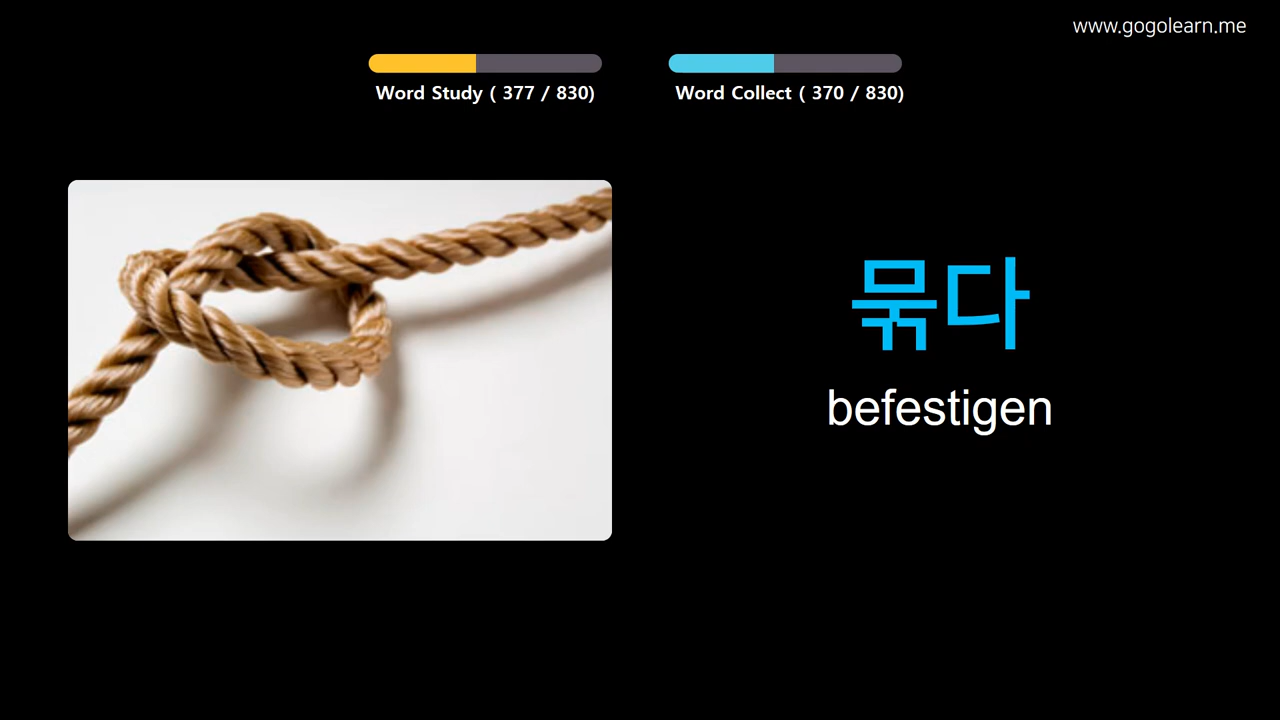 www.gogolearn.me
Word Study ( 377 / 830)
Word Collect ( 370 / 830)
묶다
befestigen